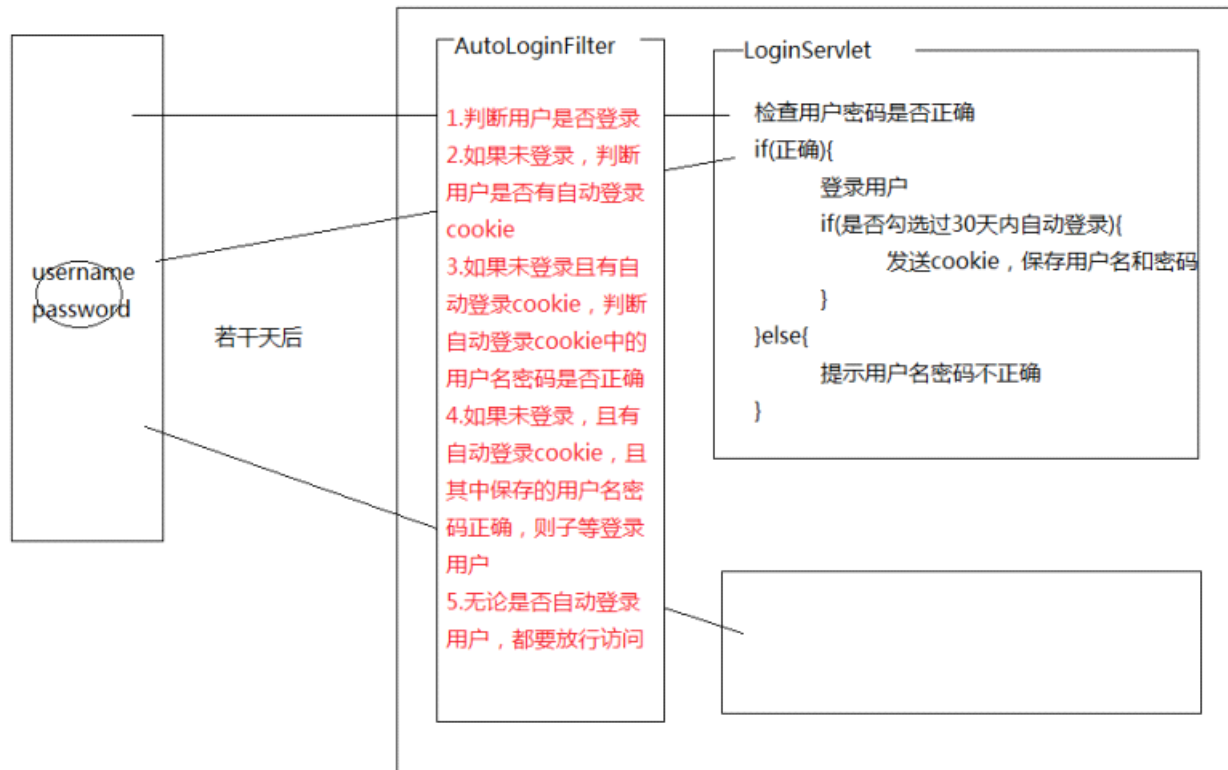 username
password
若干天后
AutoLoginFilter
1.判断用户是否登录
2.如果未登录，判断
用户是否有自动登录
cookie
3.如果未登录且有自
动登录cookie，判断
自动登录cookie中的
用户名密码是否正确
4.如果未登录，且有
自动登录cookie，且
其中保存的用户名密
码正确，则子等登录
用户
5.无论是否自动登录
用户，都要放行访问
LoginServlet
检查用户密码是否正确
if(正确){
登录用户
if(是否勾选过30天内自动登录){
发送cookie，保存用户名和密码
}
}else{
提示用户名密码不正确
}